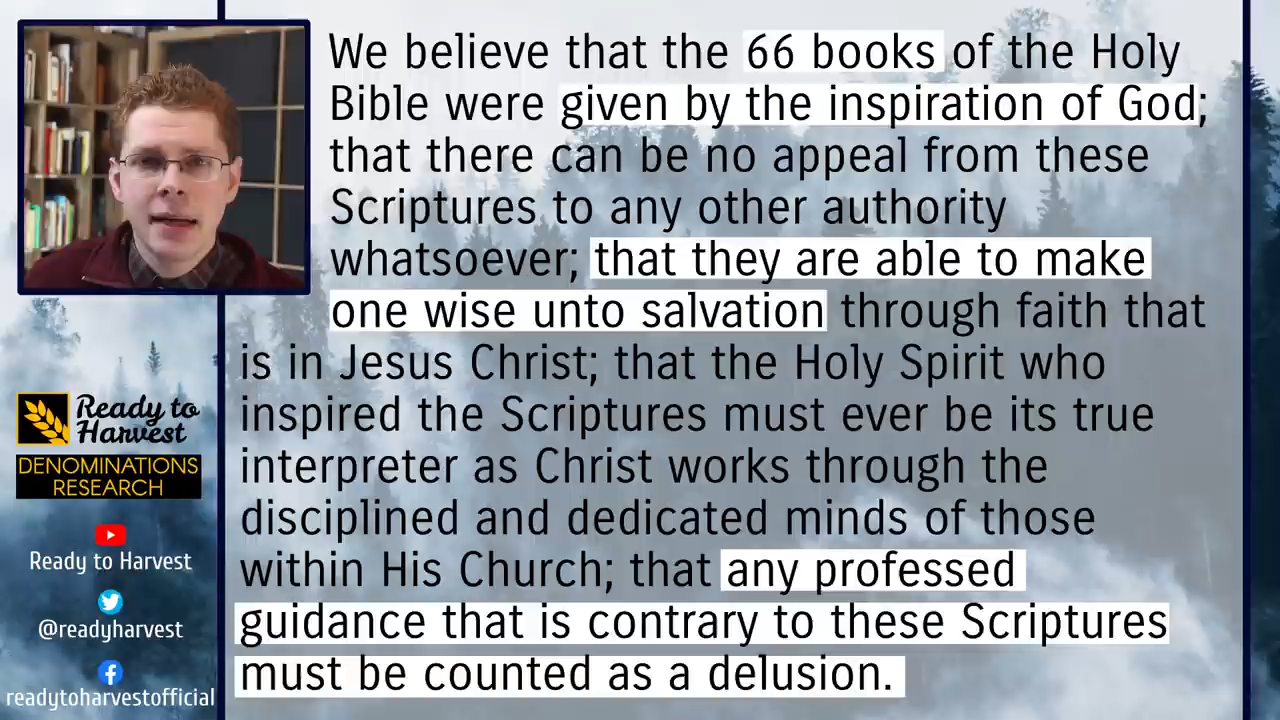 We believe that the 66 books of the Holy
Bible were given by the inspiration of God;
that there can be no appeal from these
Scriptures to any other authority
whatsoever; that they are able to make
one wise unto salvation through faith that
is in Jesus Christ; that the Holy Spirit who
inspired the Scriptures must ever be its true
interpreter as Christ works through the
disciplined and dedicated minds of those
within His Church; that any professed
guidance that is contrary to these Scriptures
must be counted as a delusion.
Ready to
Harvest
DENOMINATIONS
RESEARCH
Ready to Harvest
@readyharvest
readytoharvestofficial